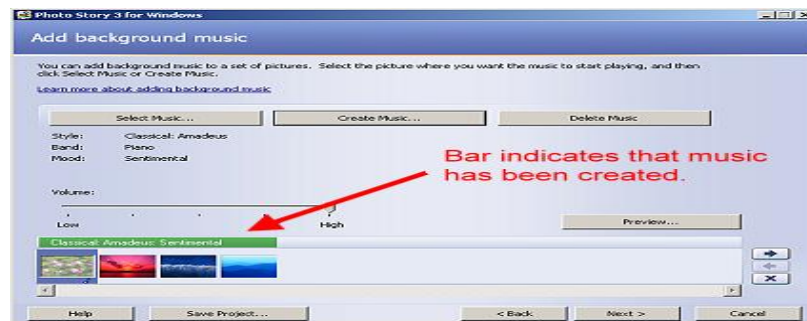 Photo Story 3 for Windows
Add background music
You can add background music to a set of pictures. Select the picture where you want the music to start playing, and then
click Select Music or Create Music.
Learn more about adding background music
Select Music... Create Music... Delete Music
Style: Classical: Amadeus
Band: Piano
Mood: Sentimental
Bar indicates that music
has been created.
Volume:
Low High Preview...
Classical: Amadeus: Sentimental
Help Save Project... < Back Next > Cancel